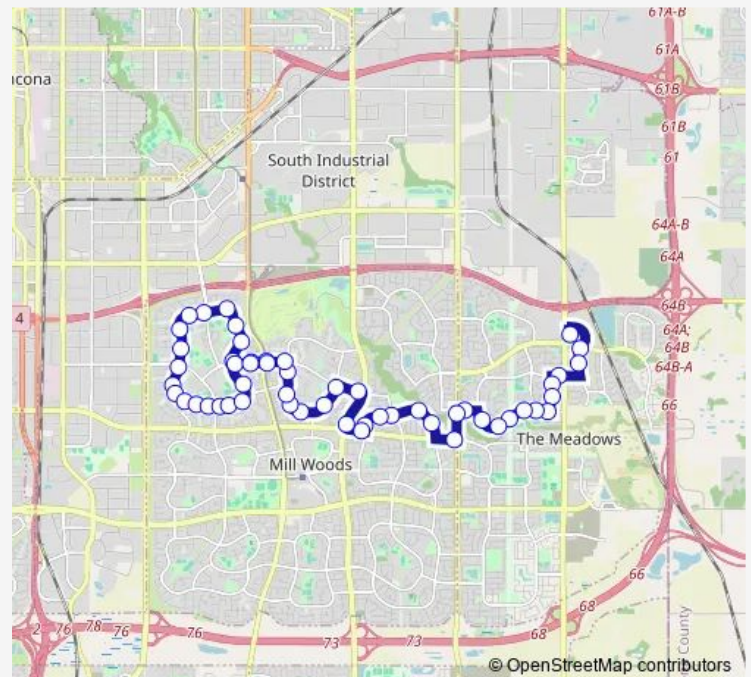 61A-B
61A
61B
61B
61
cona
South Industrial
District
64A-B
64A
64B
4
64A;
64B
64B-A
66
The Meadows
Mill Woods
66
68
68
2
76
78
76
76
73
73
County
© OpenStreetMap contributors